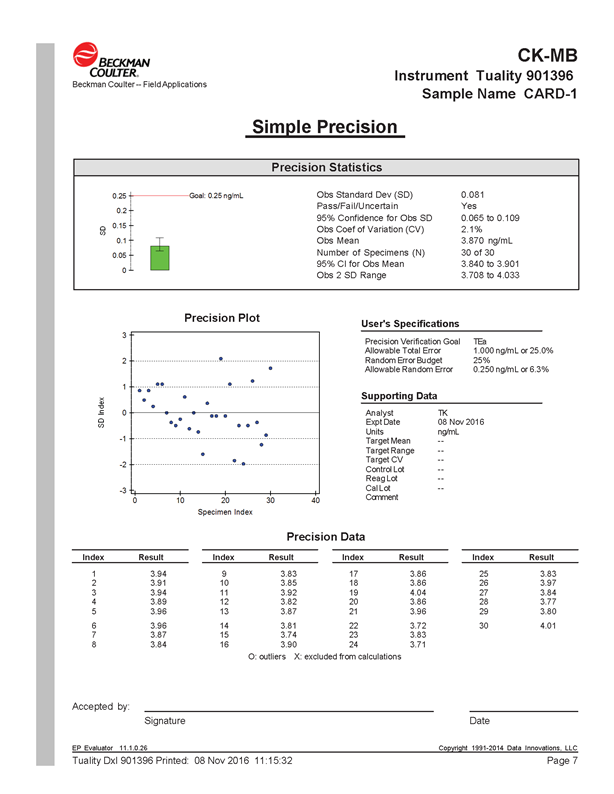 BECKMAN
COULTER
Beckman Coulter -- Field Applications
CK-MB
Instrument Tuality 901396
Sample Name CARD-1
Simple Precision
Precision Statistics
SD
0.25
0.2
0.15
0.1
0.05
0
Goal: 0.25 ng/mL
Obs Standard Dev (SD) 0.081
Pass/Fail/Uncertain Yes
95% Confidence for Obs SD 0.065 to 0.109
Obs Coef of Variation (CV) 2.1%
Obs Mean 3.870 ng/mL
Number of Specimens (N) 30 of 30
95% CI for Obs Mean 3.840 to 3.901
Obs 2 SD Range 3.708 to 4.033
Precision Plot
SD Index
3
2
1
0
-1
-2
-3
0 10 20 30 40
Specimen Index
User's Specifications
Precision Verification Goal TEa
Allowable Total Error 1.000 ng/mL or 25.0%
Random Error Budget 25%
Allowable Random Error 0.250 ng/mL or 6.3%
Supporting Data
Analyst TK
Expt Date 08 Nov 2016
Units ng/mL
Target Mean --
Target Range --
Target CV --
Control Lot --
Reag Lot --
Cal Lot --
Comment
Precision Data
Index Result Index Result Index Result Index Result
1 3.94 9 3.83 17 3.86 25 3.83
2 3.91 10 3.85 18 3.86 26 3.97
3 3.94 11 3.92 19 4.04 27 3.84
4 3.89 12 3.82 20 3.86 28 3.77
5 3.96 13 3.87 21 3.96 29 3.80
6 3.96 14 3.81 22 3.72 30 4.01
7 3.87 15 3.74 23 3.83
8 3.84 16 3.90 24 3.71
O: outliers X: excluded from calculations
Accepted by:
Signature Date
EP Evaluator 11.1.0.26 Copyright 1991-2014 Data Innovations, LLC
Tuality DxI 901396 Printed: 08 Nov 2016 11:15:32 Page 7